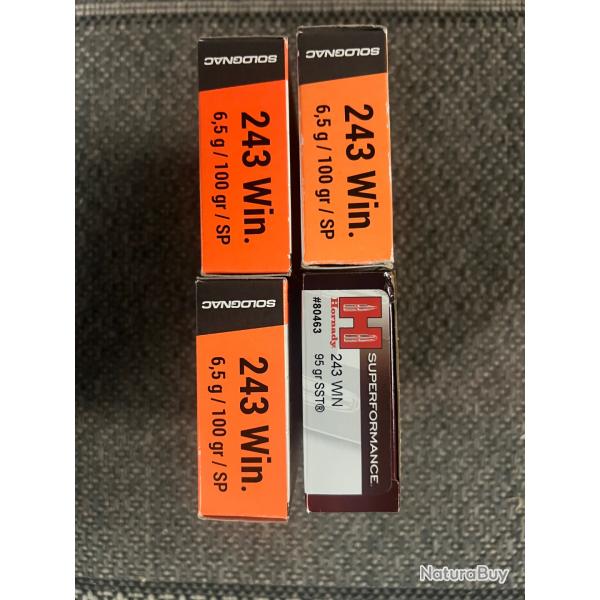 SOLOGNAC
243 Win.
6,5 g / 100 gr / SP
SOLOGNAC
243 Win.
6,5 g / 100 gr / SP
SOLOGNAC
243 Win.
6,5 g / 100 gr / SP
SUPERFORMANCE
H
Hornady
#80463
243 WIN
95 gr SST®
NaturaBuy